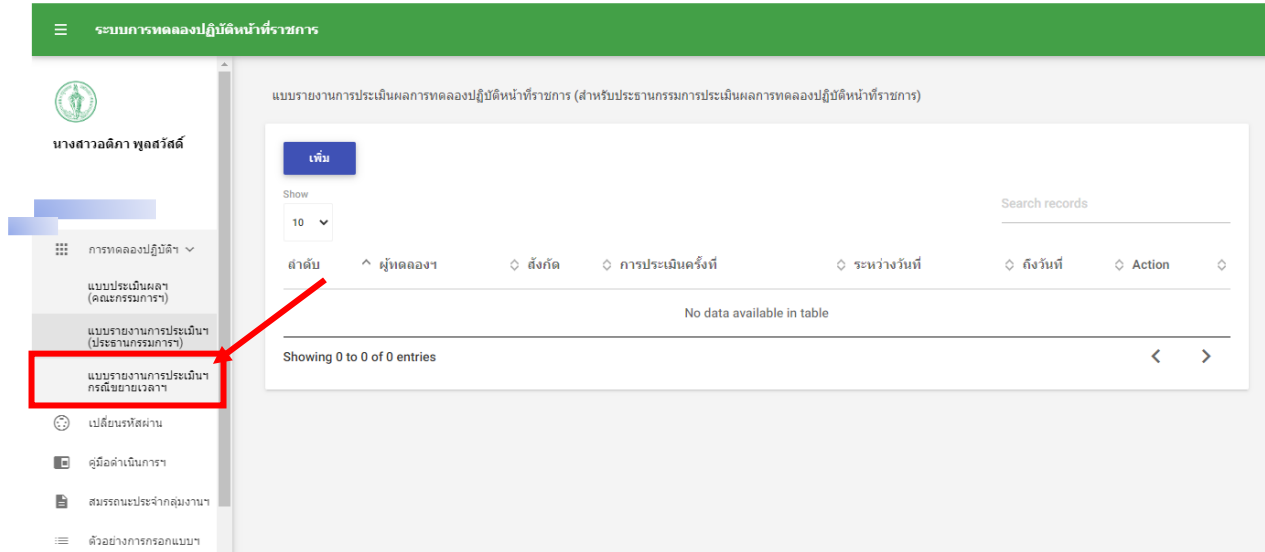 ระบบการทดลองปฏิบัติหน้าที่ราชการ
นางสาวอติภา พูลสวัสดิ์
การทดลองปฏิบัติฯ
แบบประเมินผลฯ
(คณะกรรมการฯ)
แบบรายงานการประเมินฯ
(ประธานกรรมการฯ)
แบบรายงานการประเมินฯ
กรณีขยายเวลาฯ
เปลี่ยนรหัสผ่าน
คู่มือดำเนินการฯ
สมรรถนะประจำกลุ่มงานฯ
ตัวอย่างการกรอกแบบฯ
แบบรายงานการประเมินผลการทดลองปฏิบัติหน้าที่ราชการ (สำหรับประธานกรรมการประเมินผลการทดลองปฏิบัติหน้าที่ราชการ)
เพิ่ม
Show
10
Search records
ลำดับ ผู้ทดลองฯ สังกัด การประเมินครั้งที่ ระหว่างวันที่ ถึงวันที่ Action
No data available in table
Showing 0 to 0 of 0 entries